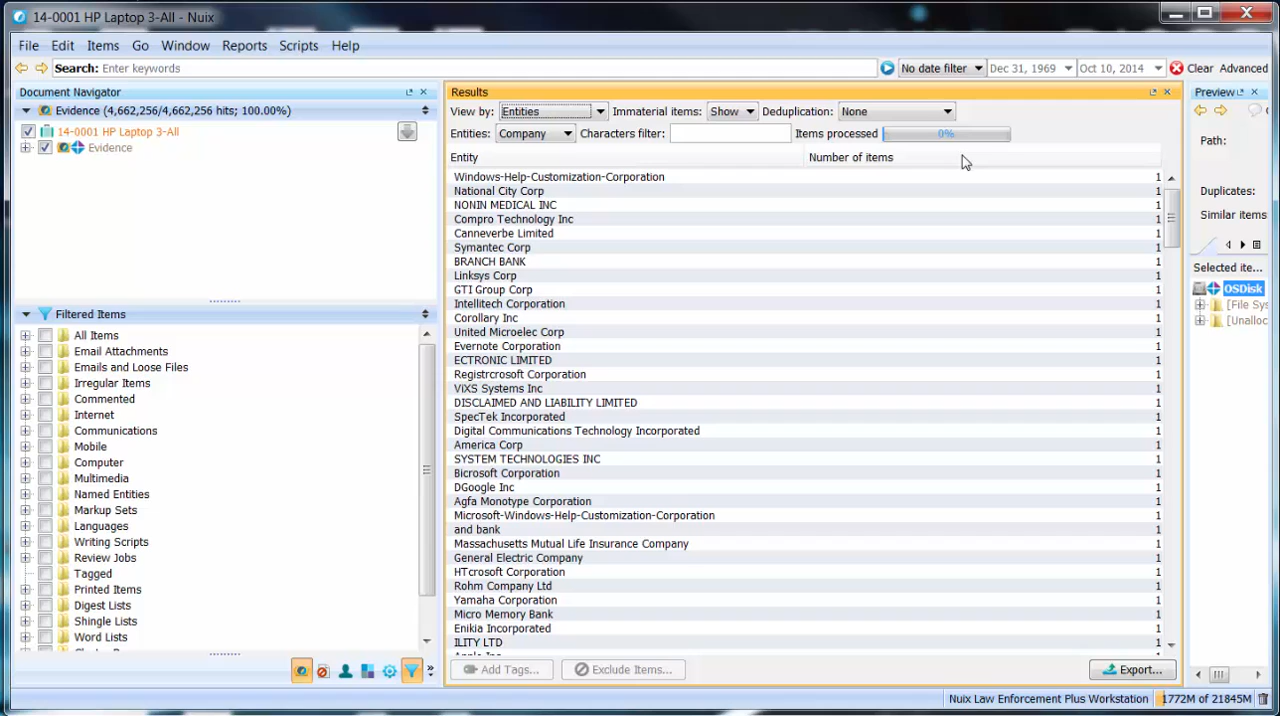 14-0001 HP Laptop 3-All - Nuix
File Edit Items Go Window Reports Scripts Help
Search: Enter keywords No date filter Dec 31, 1969 Oct 10, 2014 Clear Advanced
Document Navigator
Evidence (4,662,256/4,662,256 hits; 100.00%)
14-0001 HP Laptop 3-All
Evidence
Filtered Items
All Items
Email Attachments
Emails and Loose Files
Irregular Items
Commented
Internet
Communications
Mobile
Computer
Multimedia
Named Entities
Markup Sets
Languages
Writing Scripts
Review Jobs
Tagged
Printed Items
Digest Lists
Shingle Lists
Word Lists
Results
View by: Entities Immaterial items: Show Deduplication: None
Entities: Company Characters filter: Items processed 0%
Entity Number of items
Windows-Help-Customization-Corporation 1
National City Corp 1
NONIN MEDICAL INC 1
Compro Technology Inc 1
Canneverbe Limited 1
Symantec Corp 1
BRANCH BANK 1
Linksys Corp 1
GTI Group Corp 1
Intellitech Corporation 1
Corollary Inc 1
United Microelec Corp 1
Evernote Corporation 1
ECTRONIC LIMITED 1
Registrcrosoft Corporation 1
ViXS Systems Inc 1
DISCLAIMED AND LIABILITY LIMITED 1
SpecTek Incorporated 1
Digital Communications Technology Incorporated 1
America Corp 1
SYSTEM TECHNOLOGIES INC 1
Bicrosoft Corporation 1
DGoogle Inc 1
Agfa Monotype Corporation 1
Microsoft-Windows-Help-Customization-Corporation 1
and bank 1
Massachusetts Mutual Life Insurance Company 1
General Electric Company 1
HTcrosoft Corporation 1
Rohm Company Ltd 1
Yamaha Corporation 1
Micro Memory Bank 1
Enikia Incorporated 1
ILITY LTD 1
Add Tags... Exclude Items... Export...
Preview
Path:
Duplicates:
Similar items
Selected ite...
OSDisk
[File Sy
[Unalloc
Nuix Law Enforcement Plus Workstation 1772M of 21845M